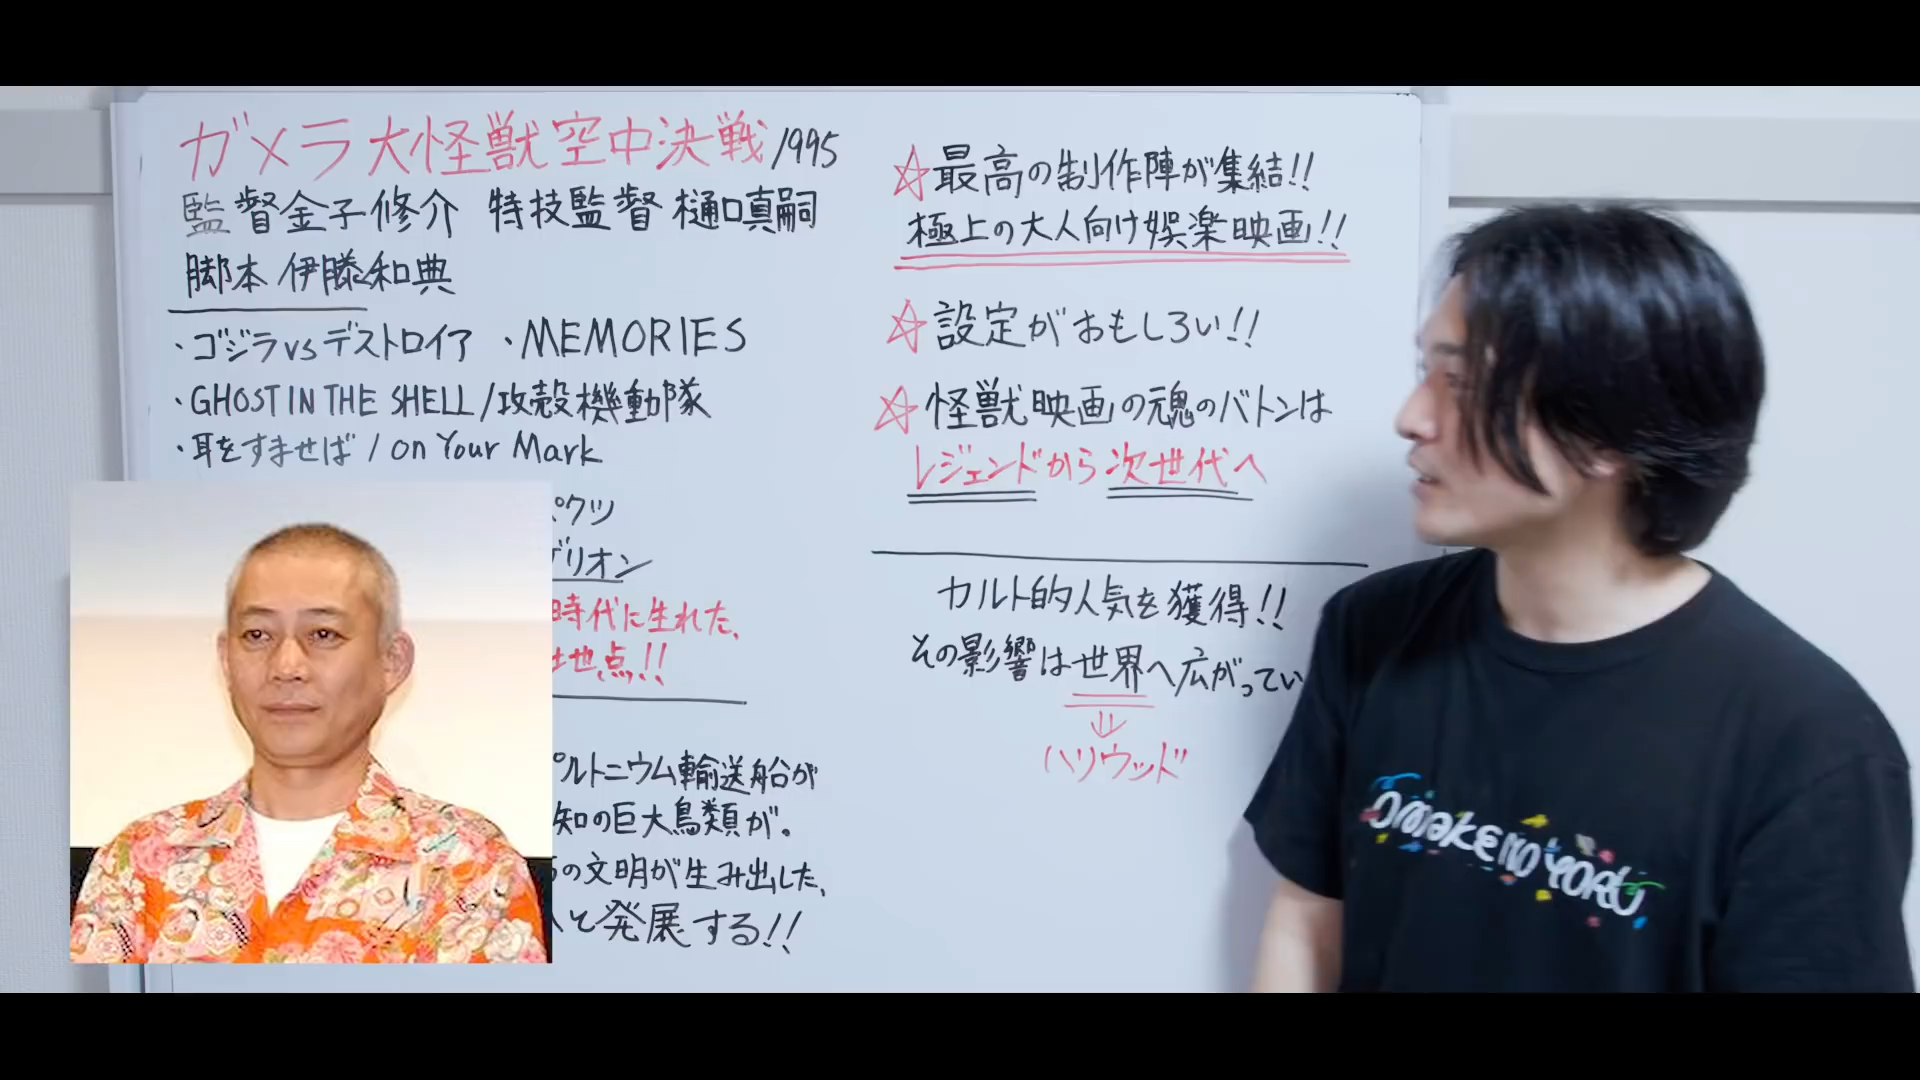 ガメラ 大怪獣空中決戦/1995
監督 金子修介 特技監督 樋口真嗣
脚本 伊藤和典
・ゴジラvsデストロイア ・MEMORIES
・GHOST IN THE SHELL/攻殻機動隊
・耳をすませば / On Your Mark
クツ
リオン
時代に生れた、
地点!!
プルトニウム輸送船が
知の巨大鳥類が。
の文明が生み出した、
と発展する!!
☆最高の制作陣が集結!!
極上の大人向け娯楽映画!!
☆設定がおもしろい!!
☆怪獣映画の魂のバトンは
レジェンドから次世代へ
カルト的人気を獲得!!
その影響は世界へ広がってい
⇓
ハリウッド
OMAKE NO YORU